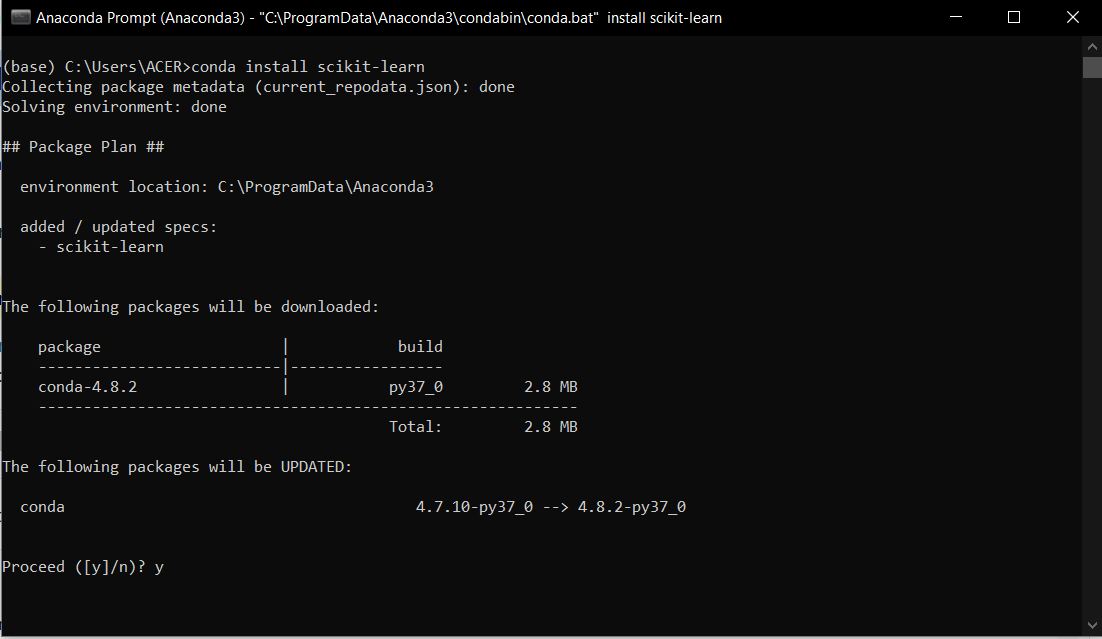 Anaconda Prompt (Anaconda3) - "C:\ProgramData\Anaconda3\condabin\conda.bat"  install scikit-learn
(base) C:\Users\ACER>conda install scikit-learn
Collecting package metadata (current_repodata.json): done
Solving environment: done
## Package Plan ##
  environment location: C:\ProgramData\Anaconda3
  added / updated specs:
    - scikit-learn
The following packages will be downloaded:
    package                    |            build
    ---------------------------|-----------------
    conda-4.8.2                |           py37_0         2.8 MB
    ------------------------------------------------------------
                                           Total:         2.8 MB
The following packages will be UPDATED:
  conda                                       4.7.10-py37_0 --> 4.8.2-py37_0
Proceed ([y]/n)? y